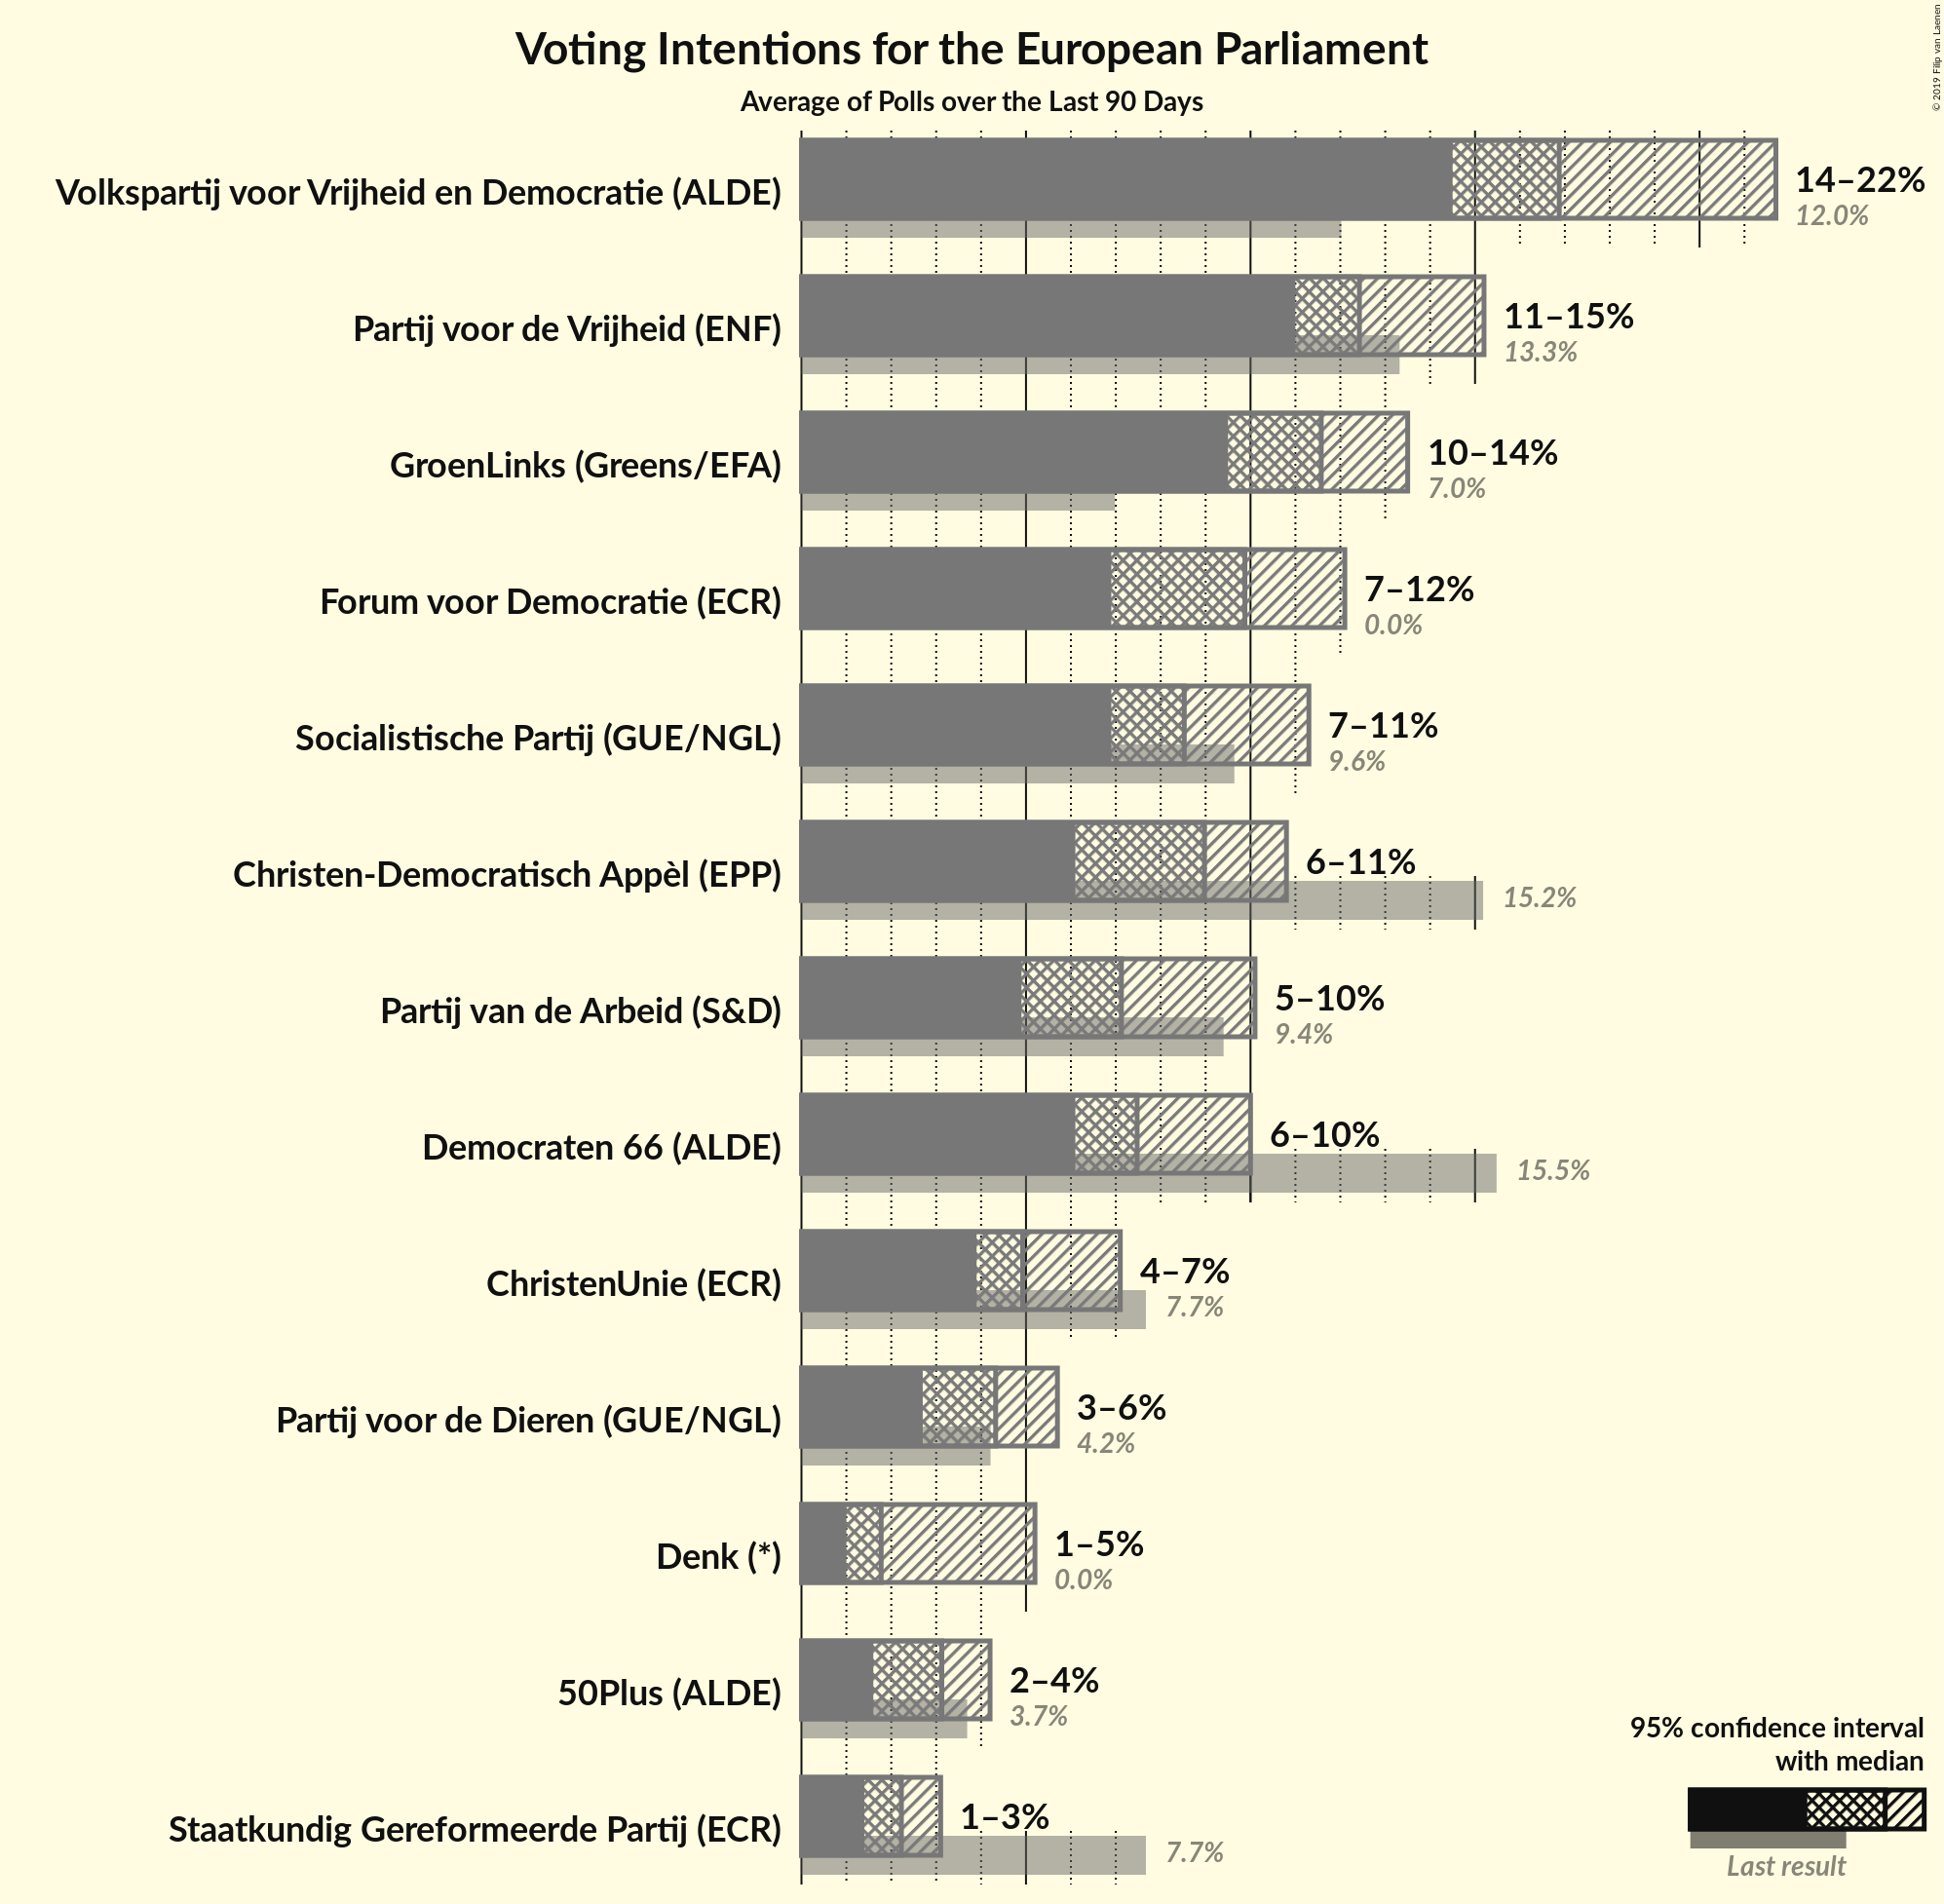 Voting Intentions for the European Parliament
Average of Polls over the Last 90 Days
© 2019 Filip van Laenen
Volkspartij voor Vrijheid en Democratie (ALDE)
14–22%
12.0%
Partij voor de Vrijheid (ENF)
11–15%
13.3%
GroenLinks (Greens/EFA)
10–14%
7.0%
Forum voor Democratie (ECR)
7–12%
0.0%
Socialistische Partij (GUE/NGL)
7–11%
9.6%
Christen-Democratisch Appèl (EPP)
6–11%
15.2%
Partij van de Arbeid (S&D)
5–10%
9.4%
Democraten 66 (ALDE)
6–10%
15.5%
ChristenUnie (ECR)
4–7%
7.7%
Partij voor de Dieren (GUE/NGL)
3–6%
4.2%
Denk (*)
1–5%
0.0%
50Plus (ALDE)
2–4%
3.7%
Staatkundig Gereformeerde Partij (ECR)
1–3%
7.7%
95% confidence interval
with median
Last result